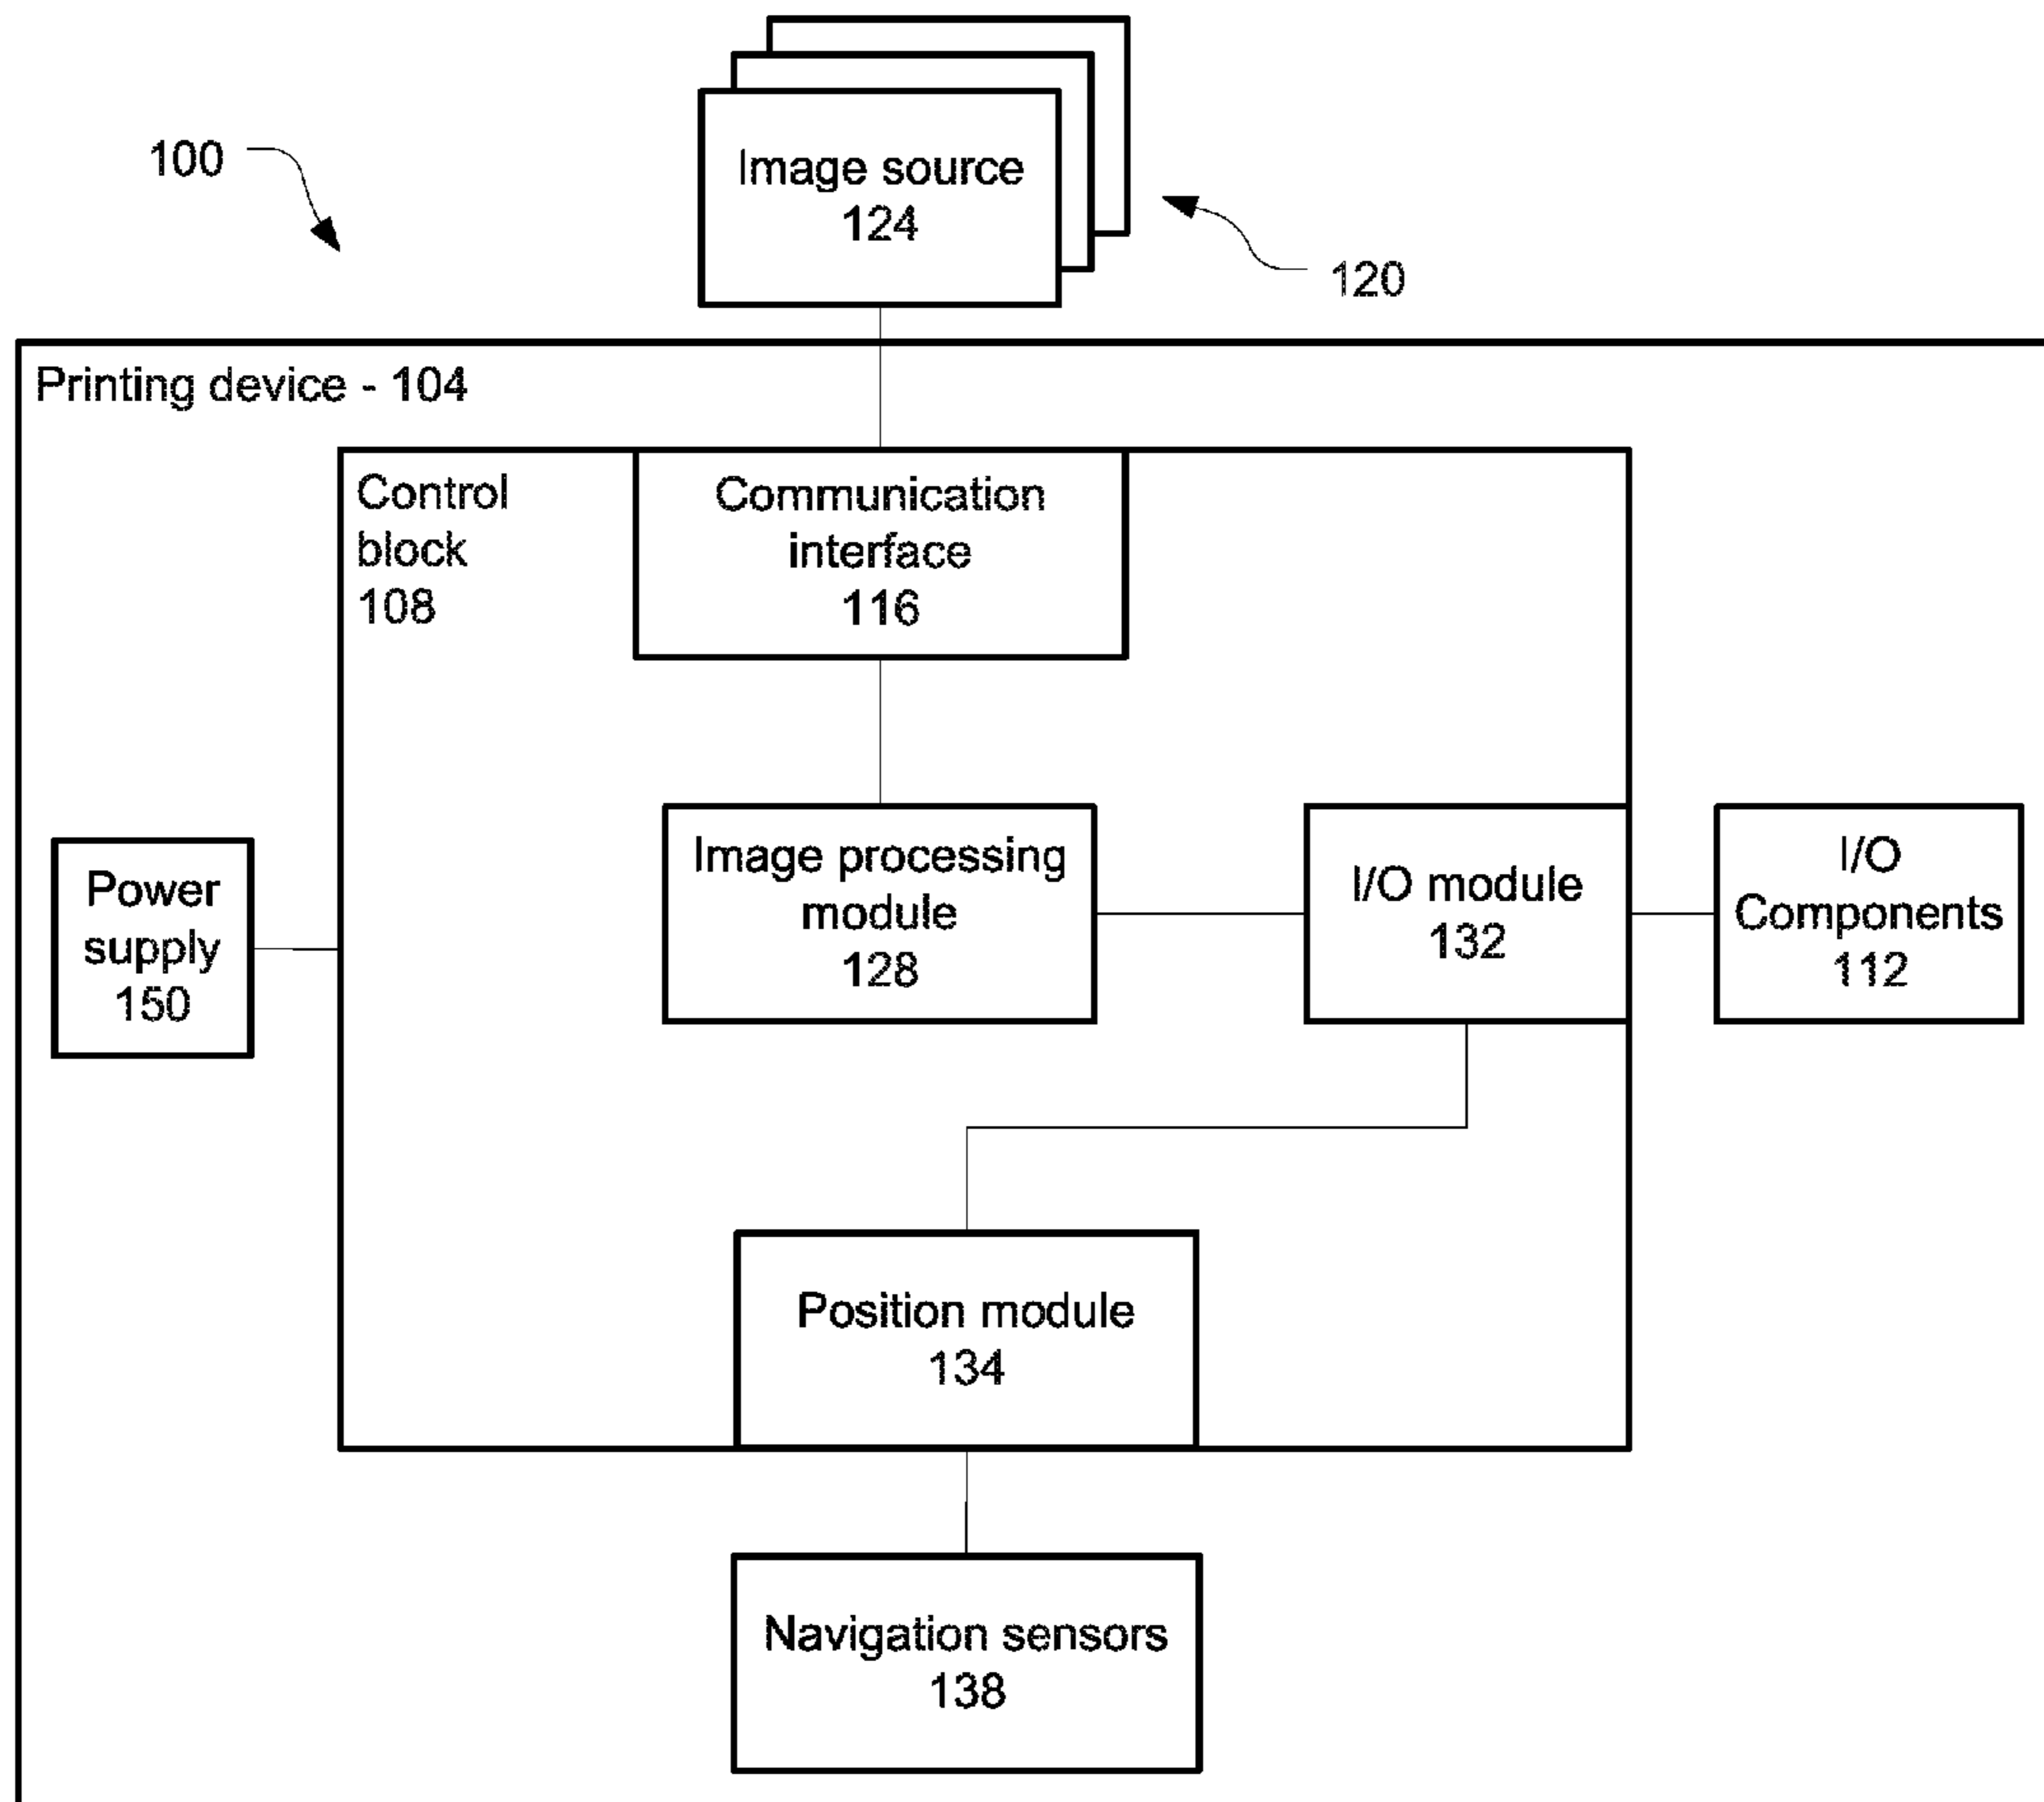 100
Image source
124
120
Printing device - 104
Control
block
108
Communication
interface
116
Power
supply
150
Image processing
module
128
I/O module
132
I/O
Components
112
Position module
134
Navigation sensors
138